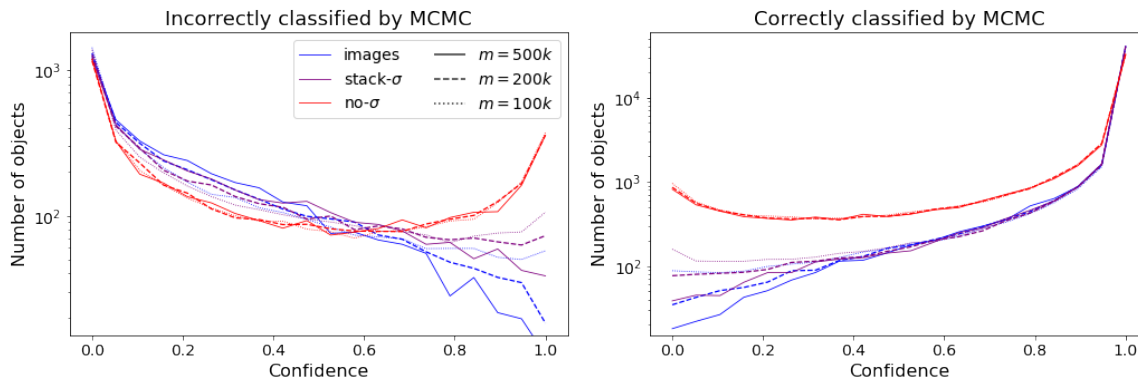 Incorrectly classified by MCMC
Number of objects
10³
10²
images
stack-σ
no-σ
m = 500k
m = 200k
m = 100k
0.0 0.2 0.4 0.6 0.8 1.0
Confidence
Correctly classified by MCMC
Number of objects
10⁴
10³
10²
0.0 0.2 0.4 0.6 0.8 1.0
Confidence